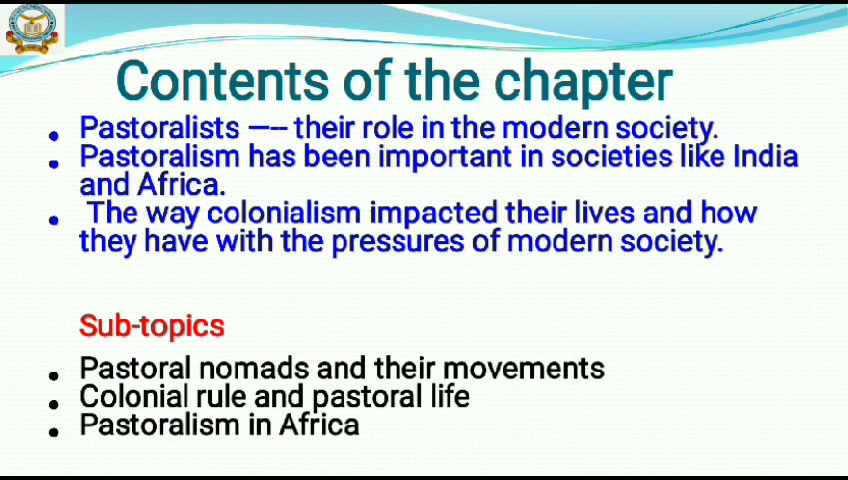 Contents of the chapter
• Pastoralists —-- their role in the modern society.
• Pastoralism has been important in societies like India
and Africa.
• The way colonialism impacted their lives and how
they have with the pressures of modern society.
Sub-topics
• Pastoral nomads and their movements
• Colonial rule and pastoral life
• Pastoralism in Africa